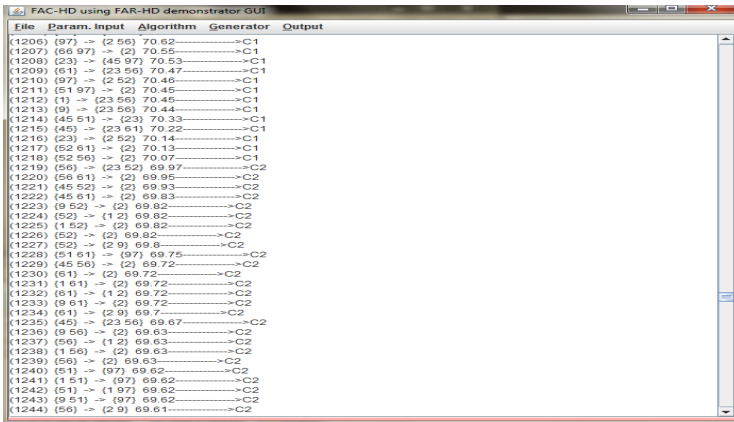 FAC-HD using FAR-HD demonstrator GUI
File Param. Input Algorithm Generator Output
(1206) {97} -> {2 56} 70.62-------------->C1
(1207) {66 97} -> {2} 70.55-------------->C1
(1208) {23} -> {45 97} 70.53-------------->C1
(1209) {61} -> {23 56} 70.47-------------->C1
(1210) {97} -> {2 52} 70.46-------------->C1
(1211) {51 97} -> {2} 70.45-------------->C1
(1212) {1} -> {23 56} 70.45-------------->C1
(1213) {9} -> {23 56} 70.44-------------->C1
(1214) {45 51} -> {23} 70.33-------------->C1
(1215) {45} -> {23 61} 70.22-------------->C1
(1216) {23} -> {2 52} 70.14-------------->C1
(1217) {52 61} -> {2} 70.13-------------->C1
(1218) {52 56} -> {2} 70.07-------------->C1
(1219) {56} -> {23 52} 69.97-------------->C2
(1220) {56 61} -> {2} 69.95-------------->C2
(1221) {45 52} -> {2} 69.93-------------->C2
(1222) {45 61} -> {2} 69.83-------------->C2
(1223) {9 52} -> {2} 69.82-------------->C2
(1224) {52} -> {1 2} 69.82-------------->C2
(1225) {1 52} -> {2} 69.82-------------->C2
(1226) {52} -> {2} 69.82-------------->C2
(1227) {52} -> {2 9} 69.8-------------->C2
(1228) {51 61} -> {97} 69.75-------------->C2
(1229) {45 56} -> {2} 69.72-------------->C2
(1230) {61} -> {2} 69.72-------------->C2
(1231) {1 61} -> {2} 69.72-------------->C2
(1232) {61} -> {1 2} 69.72-------------->C2
(1233) {9 61} -> {2} 69.72-------------->C2
(1234) {61} -> {2 9} 69.7-------------->C2
(1235) {45} -> {23 56} 69.67-------------->C2
(1236) {9 56} -> {2} 69.63-------------->C2
(1237) {56} -> {1 2} 69.63-------------->C2
(1238) {1 56} -> {2} 69.63-------------->C2
(1239) {56} -> {2} 69.63-------------->C2
(1240) {51} -> {97} 69.62-------------->C2
(1241) {1 51} -> {97} 69.62-------------->C2
(1242) {51} -> {1 97} 69.62-------------->C2
(1243) {9 51} -> {97} 69.62-------------->C2
(1244) {56} -> {2 9} 69.61-------------->C2